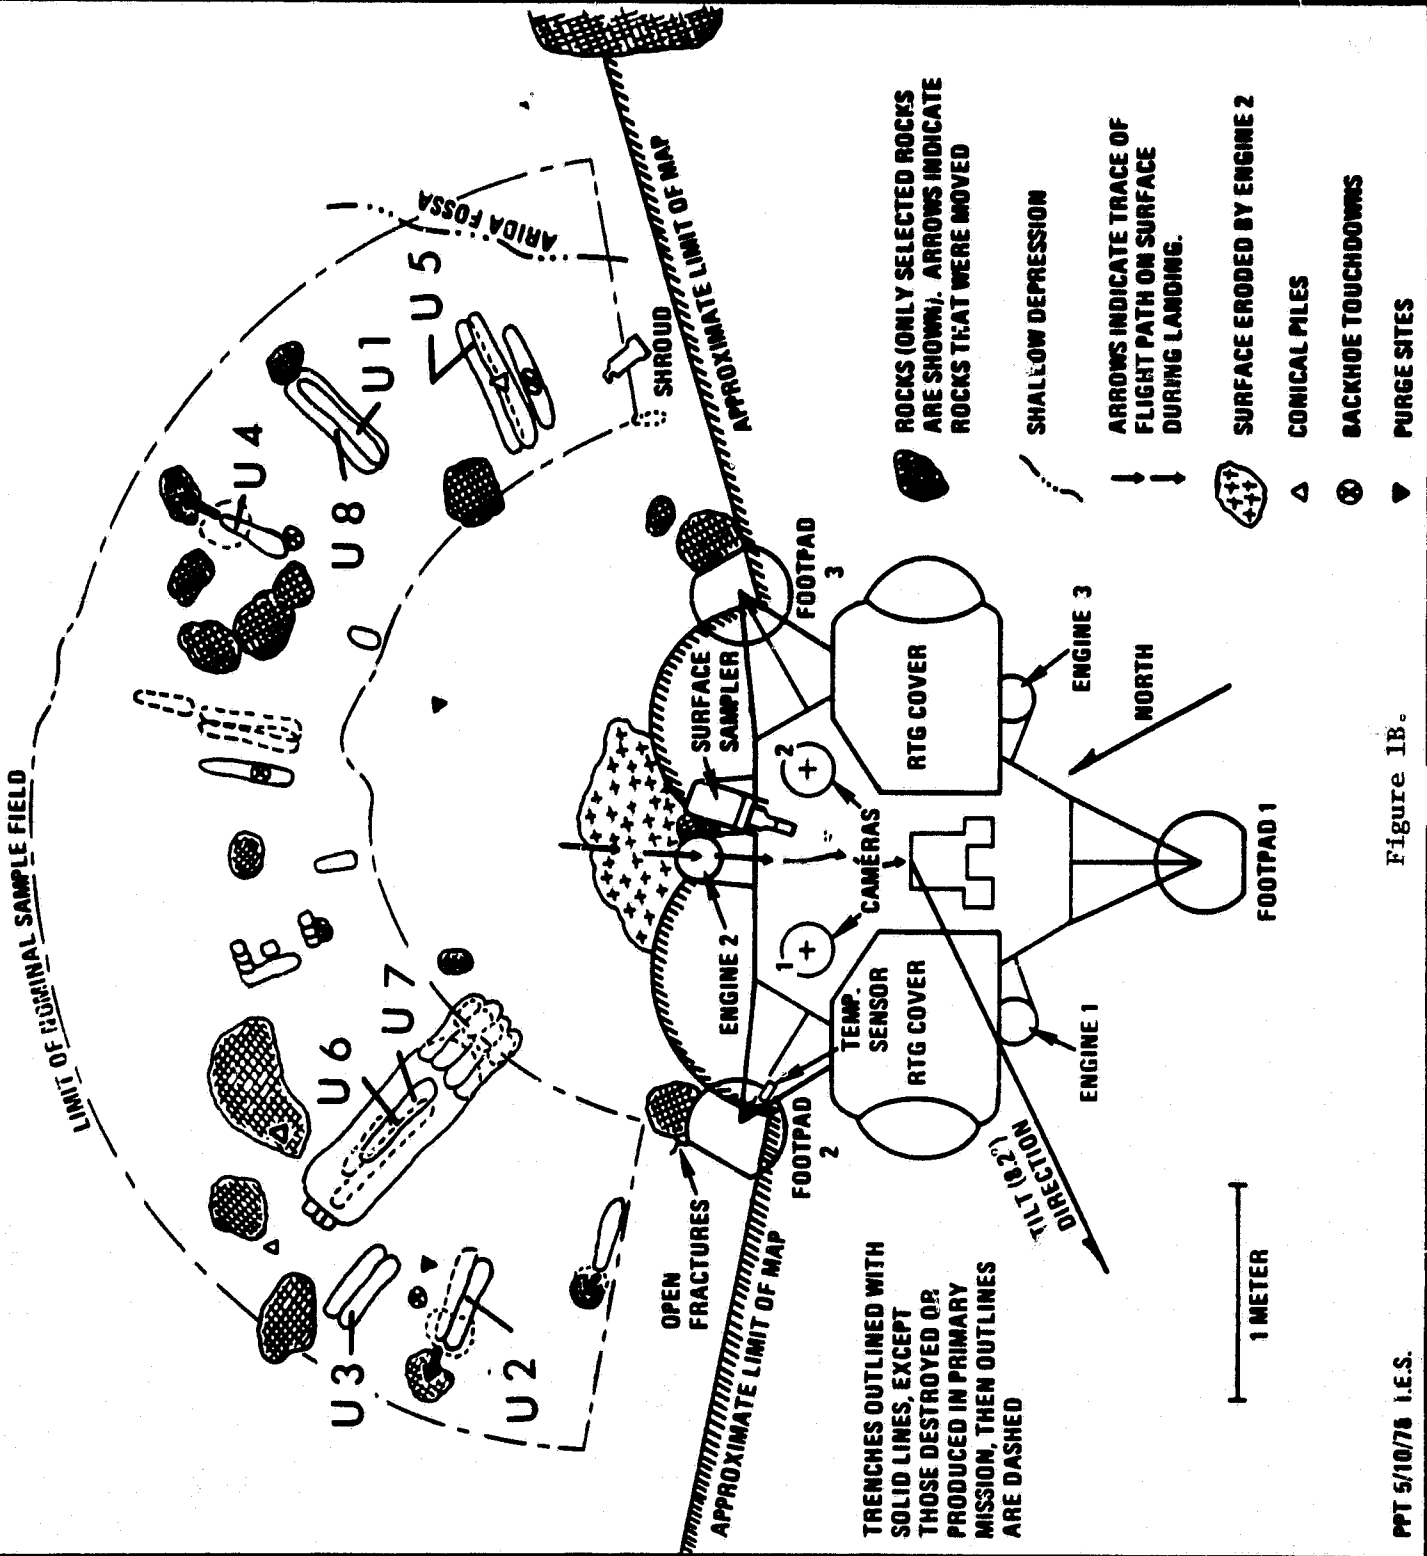 LIMIT OF NOMINAL SAMPLE FIELD
U 3
U 2
U 6
U 7
U 8
U 4
U 1
U 5
ARIDA FOSSA
SHROUD
APPROXIMATE LIMIT OF MAP
APPROXIMATE LIMIT OF MAP
OPEN
FRACTURES
FOOTPAD
2
ENGINE 2
SURFACE
SAMPLER
FOOTPAD
3
1
2
CAMERAS
TEMP.
SENSOR
RTG COVER
RTG COVER
ENGINE 1
ENGINE 3
TILT (8.2°)
DIRECTION
NORTH
FOOTPAD 1
1 METER
TRENCHES OUTLINED WITH
SOLID LINES, EXCEPT
THOSE DESTROYED OR
PRODUCED IN PRIMARY
MISSION, THEN OUTLINES
ARE DASHED
ROCKS (ONLY SELECTED ROCKS
ARE SHOWN). ARROWS INDICATE
ROCKS THAT WERE MOVED
SHALLOW DEPRESSION
ARROWS INDICATE TRACE OF
FLIGHT PATH ON SURFACE
DURING LANDING.
SURFACE ERODED BY ENGINE 2
CONICAL PILES
BACKHOE TOUCHDOWNS
PURGE SITES
Figure 1B.
PPT 5/10/78 I.E.S.